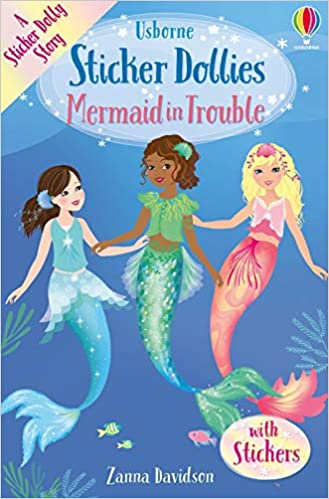 A
Sticker Dolly
Story
Usborne
USBORNE
Sticker Dollies
Mermaid in Trouble
with
Stickers
Zanna Davidson